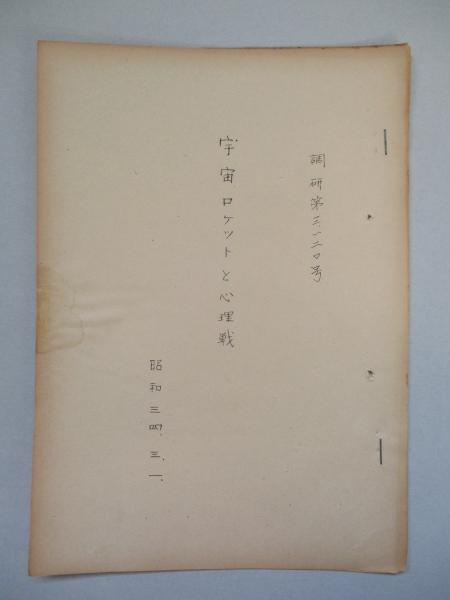 調研第三、二〇号
宇宙ロケットと心理戦
昭和三四、三、一、